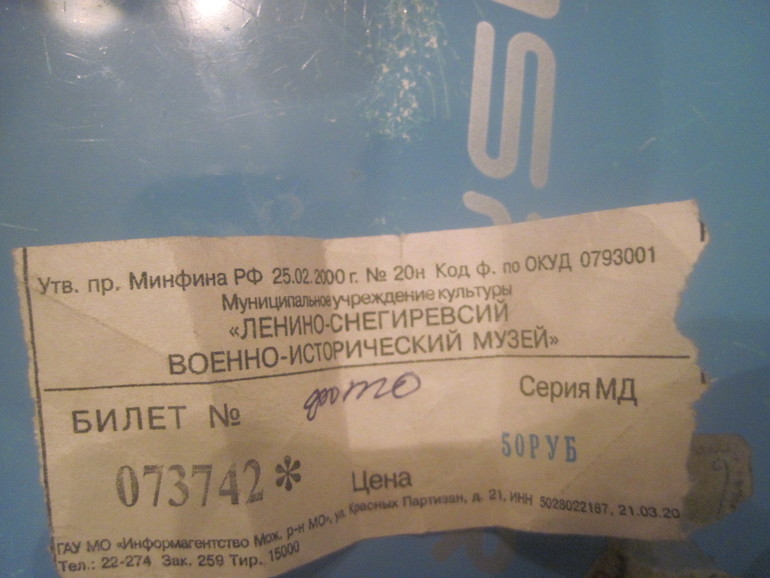 Утв. пр. Минфина РФ 25.02.2000 г. № 20н Код ф. по ОКУД 0793001
Муниципальное учреждение культуры
«ЛЕНИНО-СНЕГИРЕВСИЙ
ВОЕННО-ИСТОРИЧЕСКИЙ МУЗЕЙ»
БИЛЕТ № фото Серия МД
073742* Цена 50РУБ
ГАУ МО «Информагентство Мож. р-н МО», ул. Красных Партизан, д. 21, ИНН 5028022187, 21.03.20
Тел.: 22-274 Зак. 259 Тир. 15000